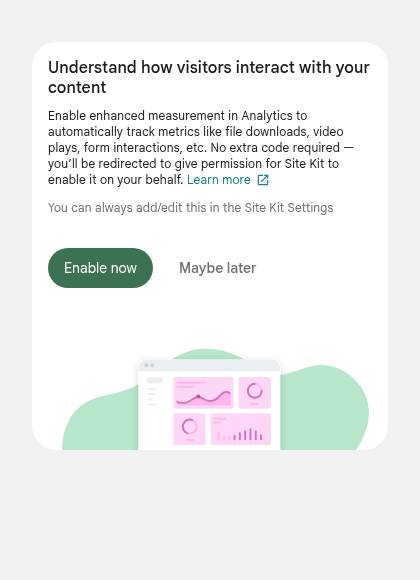 Understand how visitors interact with your
content
Enable enhanced measurement in Analytics to
automatically track metrics like file downloads, video
plays, form interactions, etc. No extra code required —
you’ll be redirected to give permission for Site Kit to
enable it on your behalf. Learn more
You can always add/edit this in the Site Kit Settings
Enable now
Maybe later